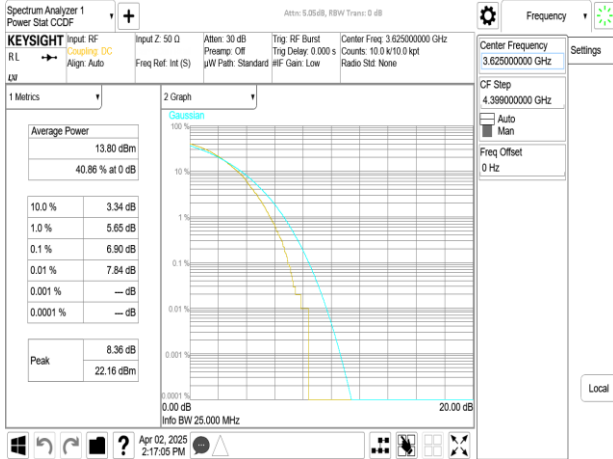 Spectrum Analyzer 1
Power Stat CCDF
Attn: 5.05dB, RBW Trans: 0 dB
Frequency
KEYSIGHT
RL
Input: RF
Coupling: DC
Align: Auto
Input Z: 50 Ω
Freq Ref: Int (S)
Atten: 30 dB
Preamp: Off
µW Path: Standard
Trig: RF Burst
Trig Delay: 0.000 s
#IF Gain: Low
Center Freq: 3.625000000 GHz
Counts: 10.0 k/10.0 kpt
Radio Std: None
Center Frequency
3.625000000 GHz
Settings
CF Step
4.399000000 GHz
Auto
Man
Freq Offset
0 Hz
Local
1 Metrics
Average Power
13.80 dBm
40.86 % at 0 dB
10.0 % 3.34 dB
1.0 % 5.65 dB
0.1 % 6.90 dB
0.01 % 7.84 dB
0.001 % --- dB
0.0001 % --- dB
Peak
8.36 dB
22.16 dBm
2 Graph
Gaussian
100 %
10 %
1 %
0.1 %
0.01 %
0.001 %
0.0001 %
0.00 dB
20.00 dB
Info BW 25.000 MHz
?
Apr 02, 2025
2:17:05 PM